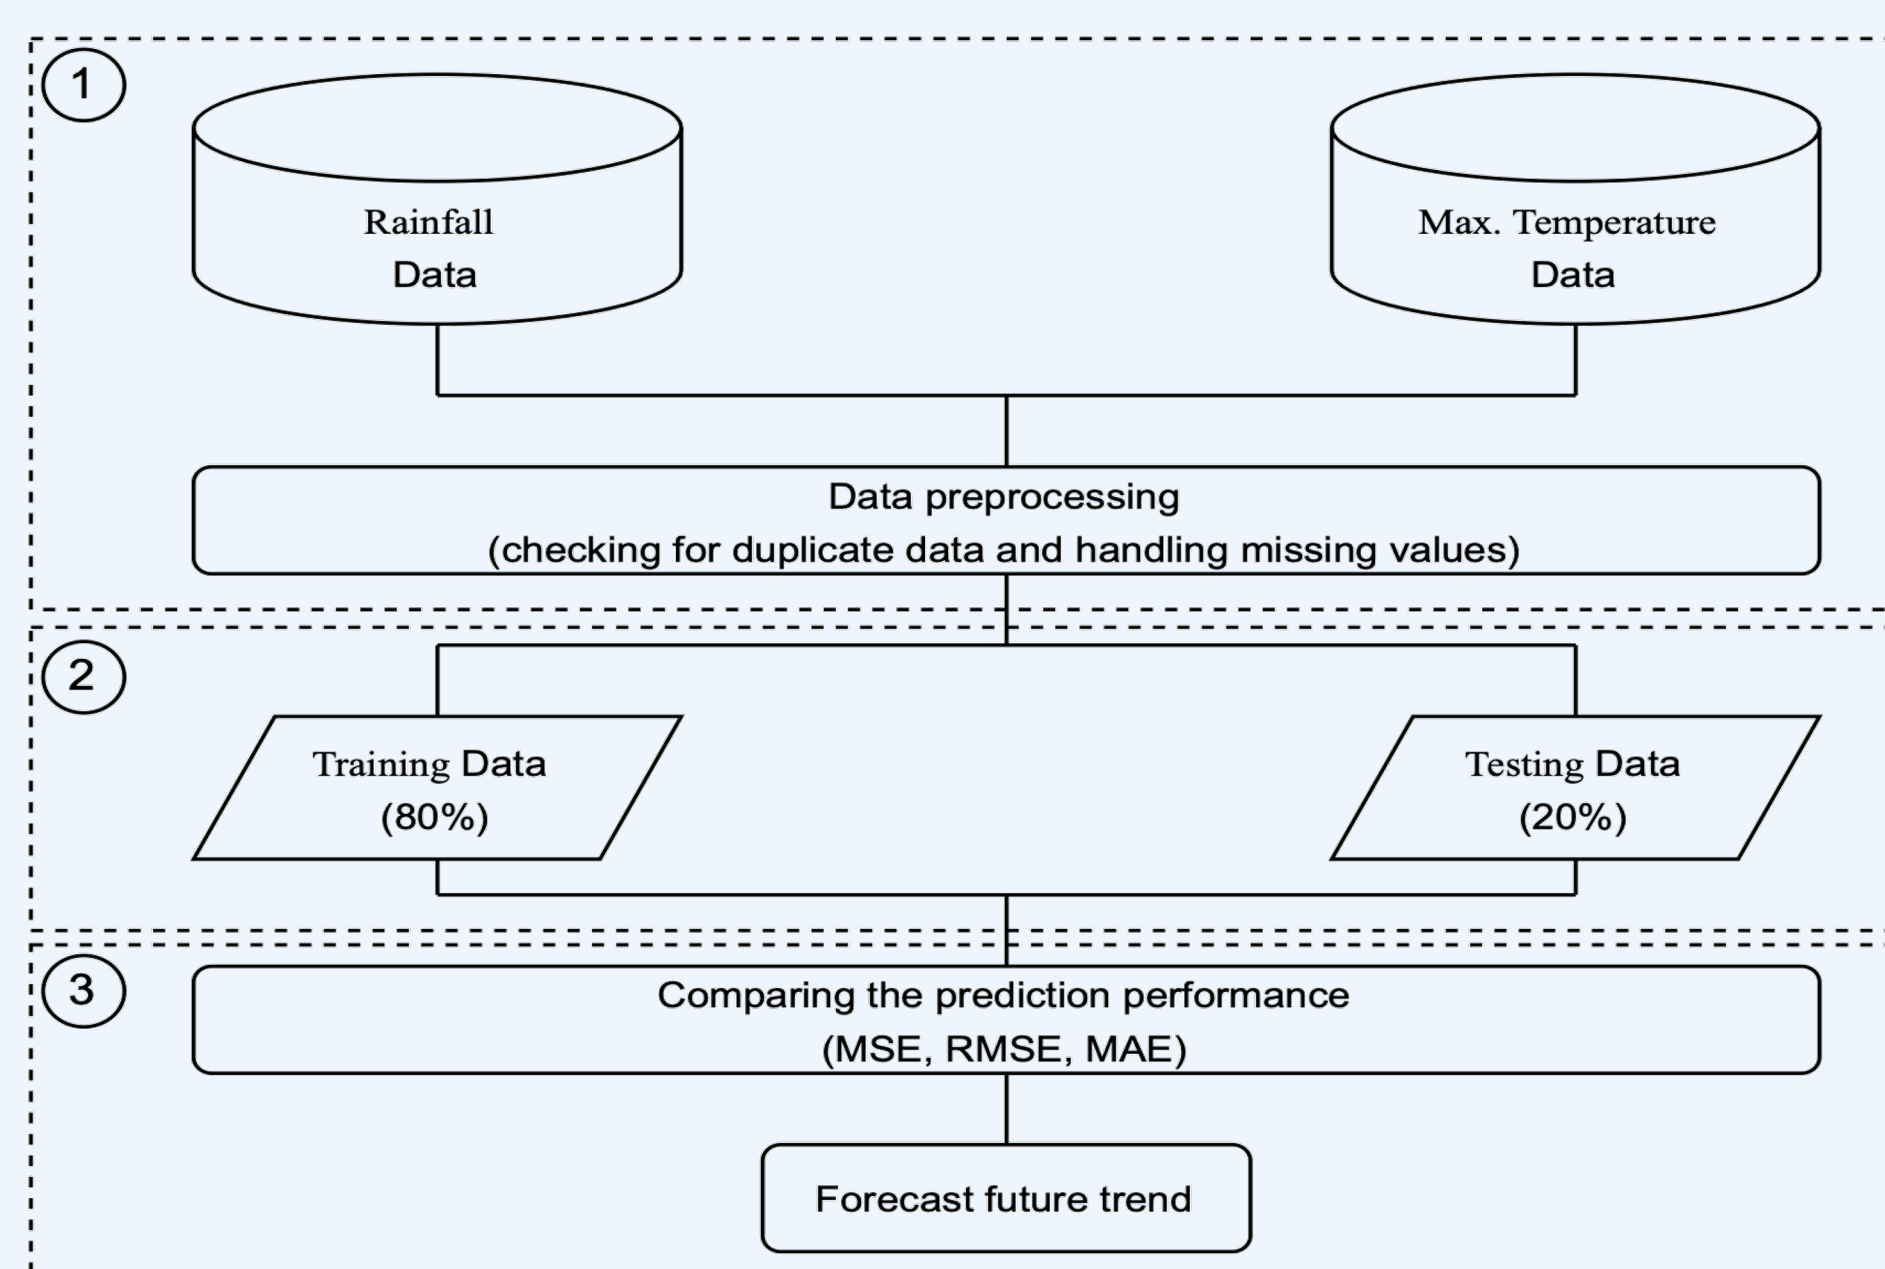 1
Rainfall
Data
Max. Temperature
Data
Data preprocessing
(checking for duplicate data and handling missing values)
2
Training Data
(80%)
Testing Data
(20%)
3
Comparing the prediction performance
(MSE, RMSE, MAE)
Forecast future trend